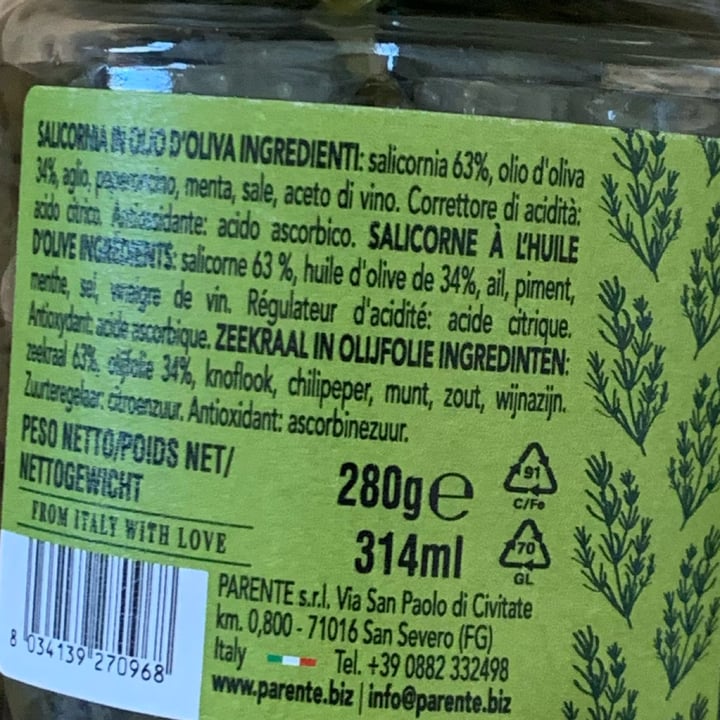 SALICORNIA IN OLIO D'OLIVA INGREDIENTI: salicornia 63%, olio d'oliva
34%, aglio, peperoncino, menta, sale, aceto di vino. Correttore di acidità:
acido citrico. Antiossidante: acido ascorbico. SALICORNE À L'HUILE
D'OLIVE INGREDIENTS: salicorne 63 %, huile d'olive de 34%, ail, piment,
menthe, sel, vinaigre de vin. Régulateur d'acidité: acide citrique.
Antioxydant: acide ascorbique. ZEEKRAAL IN OLIJFOLIE INGREDINTEN:
zeekraal 63%, olijfolie 34%, knoflook, chilipeper, munt, zout, wijnazijn.
Zuurteregelaar: citroenzuur. Antioxidant: ascorbinezuur.
PESO NETTO/POIDS NET/
NETTOGEWICHT
280g e
314ml
91
C/Fe
70
GL
FROM ITALY WITH LOVE
8 034139 270968
PARENTE s.r.l. Via San Paolo di Civitate
km. 0,800 - 71016 San Severo (FG)
Italy Tel. +39 0882 332498
www.parente.biz | info@parente.biz